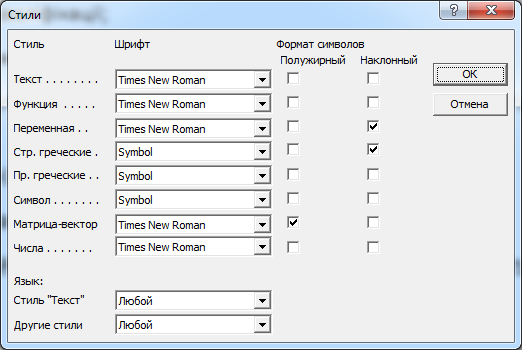 Стили
Стиль Шрифт Формат символов
Полужирный Наклонный
Текст . . . . . . . . Times New Roman
OK
Функция . . . . . Times New Roman
Отмена
Переменная . . Times New Roman
Стр. греческие . Symbol
Пр. греческие . . Symbol
Символ . . . . . . . Symbol
Матрица-вектор Times New Roman
Числа . . . . . . . Times New Roman
Язык:
Стиль "Текст" Любой
Другие стили Любой